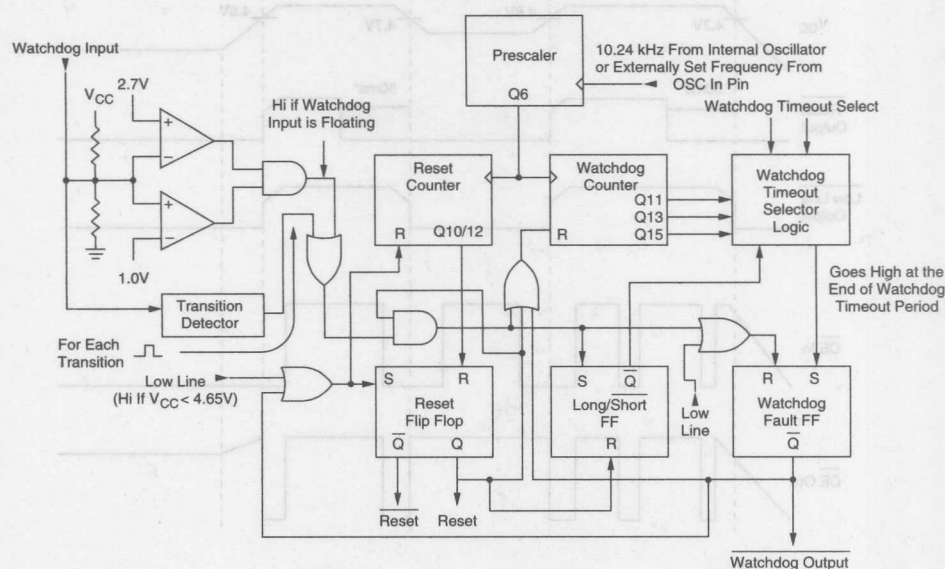 Watchdog Input
V_CC
2.7V
Hi if Watchdog
Input is Floating
Prescaler
Q6
10.24 kHz From Internal Oscillator
or Externally Set Frequency From
OSC In Pin
Watchdog Timeout Select
+
−
+
−
1.0V
Reset
Counter
R
Q10/12
Watchdog
Counter
Q11
Q13
Q15
R
Watchdog
Timeout
Selector
Logic
Goes High at the
End of Watchdog
Timeout Period
Transition
Detector
For Each
Transition
Low Line
(Hi If V_CC < 4.65V)
S
R
Reset
Flip Flop
Q̅
Q
Reset
Reset
S
Q̅
Long/Short
FF
R
Low
Line
R
S
Watchdog
Fault FF
Q̅
Watchdog Output